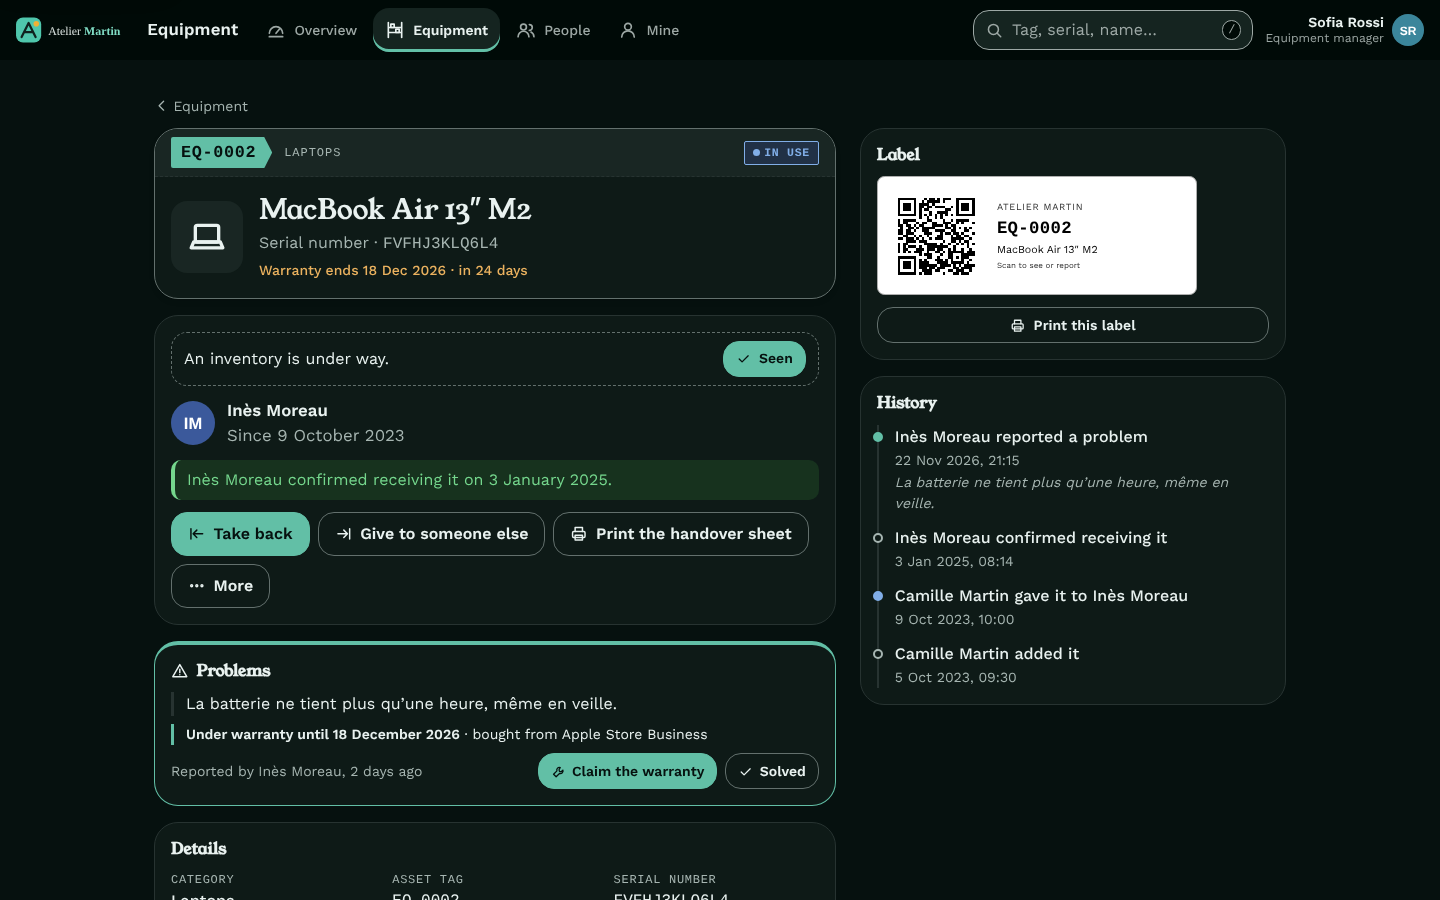 Atelier Martin
Equipment
Overview
Equipment
People
Mine
Tag, serial, name…
/
Sofia Rossi
Equipment manager
SR
Equipment
EQ-0002
LAPTOPS
IN USE
MacBook Air 13″ M2
Serial number · FVFHJ3KLQ6L4
Warranty ends 18 Dec 2026 · in 24 days
An inventory is under way.
Seen
IM
Inès Moreau
Since 9 October 2023
Inès Moreau confirmed receiving it on 3 January 2025.
Take back
Give to someone else
Print the handover sheet
More
Problems
La batterie ne tient plus qu’une heure, même en veille.
Under warranty until 18 December 2026 · bought from Apple Store Business
Reported by Inès Moreau, 2 days ago
Claim the warranty
Solved
Details
CATEGORY
ASSET TAG
SERIAL NUMBER
Laptops
EQ-0002
FVFHJ3KLQ6L4
Label
ATELIER MARTIN
EQ-0002
MacBook Air 13″ M2
Scan to see or report
Print this label
History
Inès Moreau reported a problem
22 Nov 2026, 21:15
La batterie ne tient plus qu’une heure, même en
veille.
Inès Moreau confirmed receiving it
3 Jan 2025, 08:14
Camille Martin gave it to Inès Moreau
9 Oct 2023, 10:00
Camille Martin added it
5 Oct 2023, 09:30